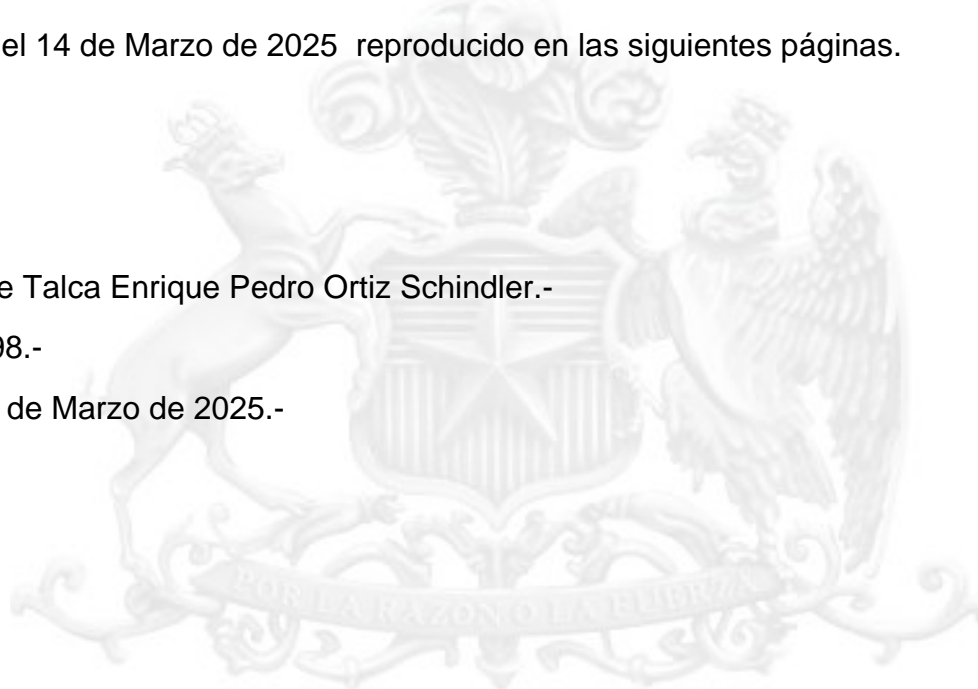 el 14 de Marzo de 2025 reproducido en las siguientes páginas.
e Talca Enrique Pedro Ortiz Schindler.-
98.-
de Marzo de 2025.-
POR LA RAZON O LA FUERZA